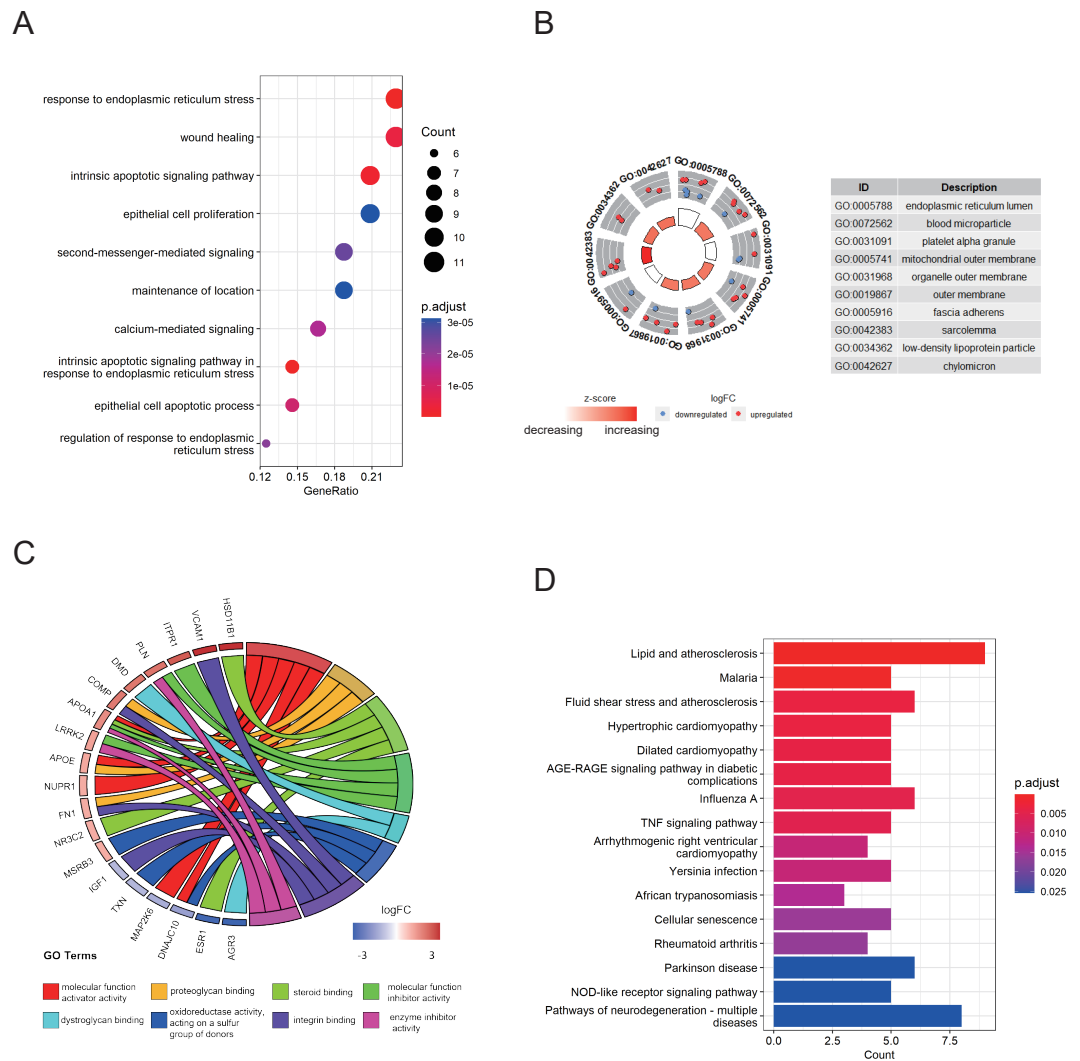 A
response to endoplasmic reticulum stress
wound healing
intrinsic apoptotic signaling pathway
epithelial cell proliferation
second-messenger-mediated signaling
maintenance of location
calcium-mediated signaling
intrinsic apoptotic signaling pathway in
response to endoplasmic reticulum stress
epithelial cell apoptotic process
regulation of response to endoplasmic
reticulum stress
0.12 0.15 0.18 0.21
GeneRatio
Count
6
7
8
9
10
11
p.adjust
3e-05
2e-05
1e-05
B
GO:0005788
GO:0072562
GO:0031091
GO:0005741
GO:0031968
GO:0019867
GO:0005916
GO:0042383
GO:0034362
GO:0042627
z-score
decreasing increasing
logFC
downregulated upregulated
ID Description
GO:0005788 endoplasmic reticulum lumen
GO:0072562 blood microparticle
GO:0031091 platelet alpha granule
GO:0005741 mitochondrial outer membrane
GO:0031968 organelle outer membrane
GO:0019867 outer membrane
GO:0005916 fascia adherens
GO:0042383 sarcolemma
GO:0034362 low-density lipoprotein particle
GO:0042627 chylomicron
C
HSD11B1
VCAM1
ITPR1
PLN
DMD
COMP
APOA1
LRRK2
APOE
NUPR1
FN1
NR3C2
MSRB3
IGF1
TXN
MAP2K6
DNAJC10
ESR1
AGR3
logFC
-3 3
GO Terms
molecular function
activator activity
proteoglycan binding
steroid binding
molecular function
inhibitor activity
dystroglycan binding
oxidoreductase activity,
acting on a sulfur
group of donors
integrin binding
enzyme inhibitor
activity
D
Lipid and atherosclerosis
Malaria
Fluid shear stress and atherosclerosis
Hypertrophic cardiomyopathy
Dilated cardiomyopathy
AGE-RAGE signaling pathway in diabetic
complications
Influenza A
TNF signaling pathway
Arrhythmogenic right ventricular
cardiomyopathy
Yersinia infection
African trypanosomiasis
Cellular senescence
Rheumatoid arthritis
Parkinson disease
NOD-like receptor signaling pathway
Pathways of neurodegeneration - multiple
diseases
0 2.5 5.0 7.5
Count
p.adjust
0.005
0.010
0.015
0.020
0.025